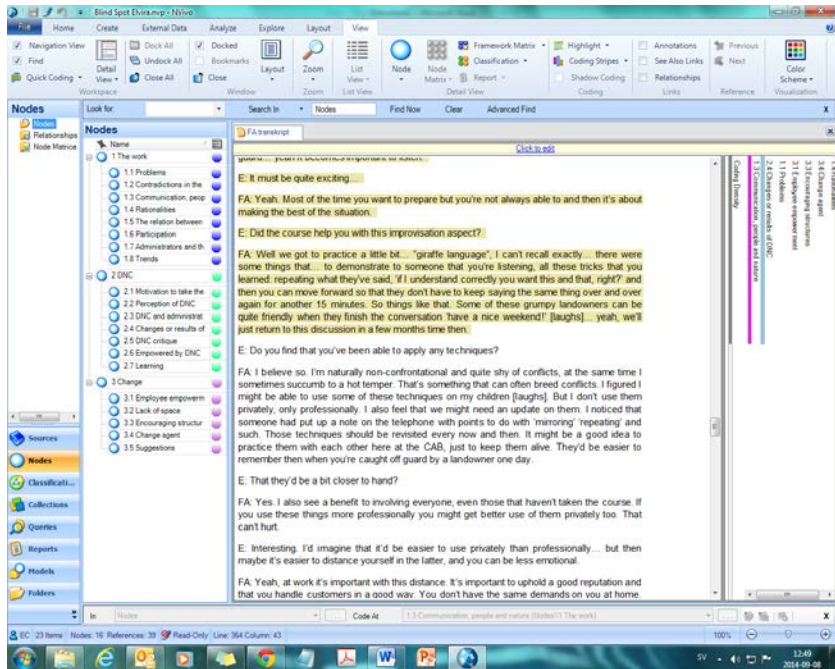 Blind Spot Elvira.nvp - NVivo
File Home Create External Data Analyze Explore Layout View
Navigation View
Find
Quick Coding
Detail View
Dock All
Undock All
Close All
Workspace
Docked
Bookmarks
Close
Layout
Window
Zoom
Zoom
List View
List View
Node
Node Matrix
Framework Matrix
Classification
Report
Detail View
Highlight
Coding Stripes
Shadow Coding
Coding
Annotations
See Also Links
Relationships
Links
Previous
Next
Reference
Color Scheme
Visualization
Nodes
Nodes
Relationships
Node Matrice
Look for: Search In Nodes Find Now Clear Advanced Find
Nodes
Name
1 The work
1.1 Problems
1.2 Contradictions in the
1.3 Communication, peop
1.4 Rationalities
1.5 The relation between
1.6 Participation
1.7 Administrators and th
1.8 Trends
2 DNC
2.1 Motivation to take the
2.2 Perception of DNC
2.3 DNC and administrat
2.4 Changes or results of
2.5 DNC critique
2.6 Empowered by DNC
2.7 Learning
3 Change
3.1 Employee empowerm
3.2 Lack of space
3.3 Encouraging structur
3.4 Change agent
3.5 Suggestions
Sources
Nodes
Classificati...
Collections
Queries
Reports
Models
Folders
FA transkript
Click to edit
guard... yeah it becomes important to listen.
E: It must be quite exciting…
FA: Yeah. Most of the time you want to prepare but you're not always able to and then it's about
making the best of the situation.
E: Did the course help you with this improvisation aspect?
FA: Well we got to practice a little bit… "giraffe language", I can't recall exactly… there were
some things that… to demonstrate to someone that you're listening, all these tricks that you
learned: repeating what they've said, 'if I understand correctly you want this and that, right?' and
then you can move forward so that they don't have to keep saying the same thing over and over
again for another 15 minutes. So things like that. Some of these grumpy landowners can be
quite friendly when they finish the conversation 'have a nice weekend!' [laughs]… yeah, we'll
just return to this discussion in a few months time then.
E: Do you find that you've been able to apply any techniques?
FA: I believe so. I'm naturally non-confrontational and quite shy of conflicts, at the same time I
sometimes succumb to a hot temper. That's something that can often breed conflicts. I figured I
might be able to use some of these techniques on my children [laughs]. But I don't use them
privately, only professionally. I also feel that we might need an update on them. I noticed that
someone had put up a note on the telephone with points to do with 'mirroring' 'repeating' and
such. Those techniques should be revisited every now and then. It might be a good idea to
practice them with each other here at the CAB, just to keep them alive. They'd be easier to
remember then when you're caught off guard by a landowner one day.
E: That they'd be a bit closer to hand?
FA: Yes. I also see a benefit to involving everyone, even those that haven't taken the course. If
you use these things more professionally you might get better use of them privately too. That
can't hurt.
E: Interesting. I'd imagine that it'd be easier to use privately than professionally… but then
maybe it's easier to distance yourself in the latter, and you can be less emotional.
FA: Yeah, at work it's important with this distance. It's important to uphold a good reputation and
that you handle customers in a good way. You don't have the same demands on you at home.
Coding Density
1.3 Communication, people and nature
2.4 Changes or results of DNC
1.1 Problems
3.1 Employee empowerment
3.3 Encouraging structures
3.4 Change agent
In Nodes Code At 1.3 Communication, people and nature (Nodes\\1 The work)
EC 23 Items Nodes: 16 References: 39 Read-Only Line: 364 Column: 43 100%
SV 12:49
2014-09-08